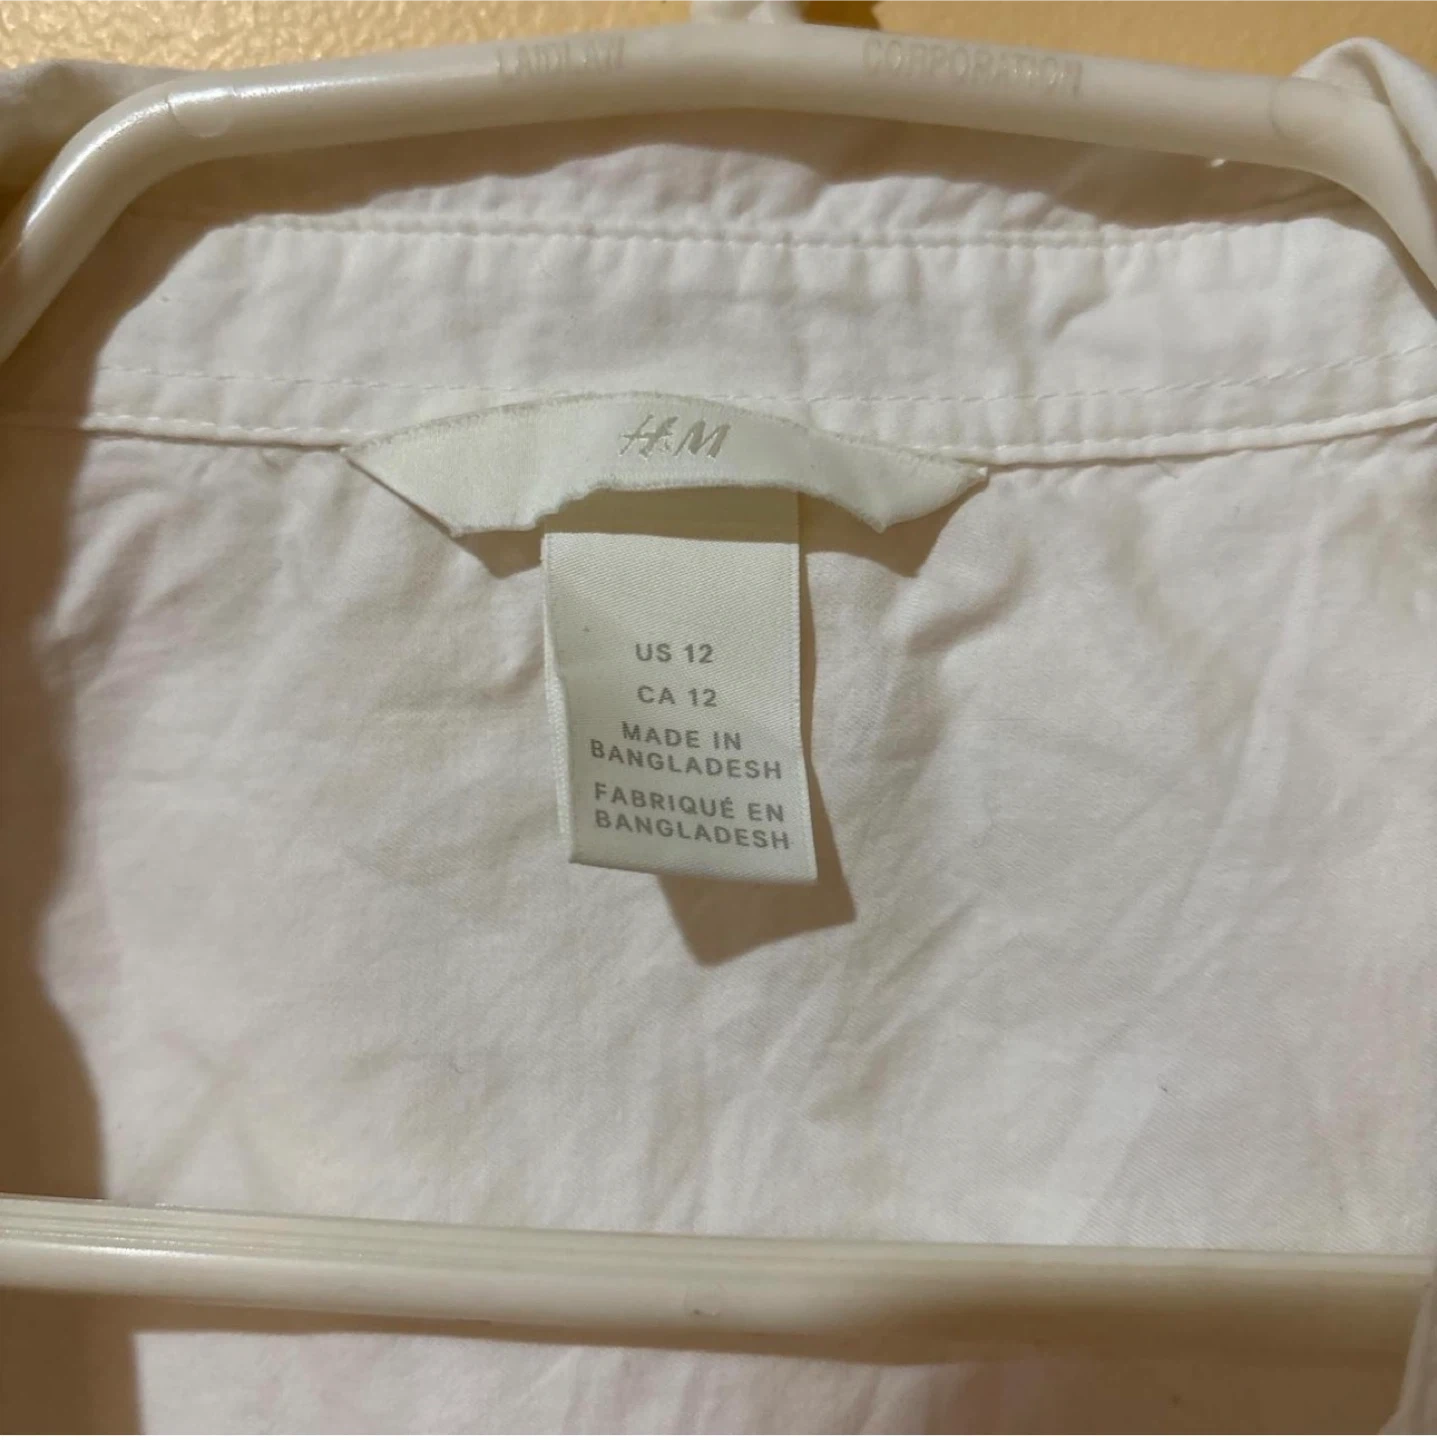 LAIDLAW CORPORATION
H&M
US 12
CA 12
MADE IN
BANGLADESH
FABRIQUÉ EN
BANGLADESH